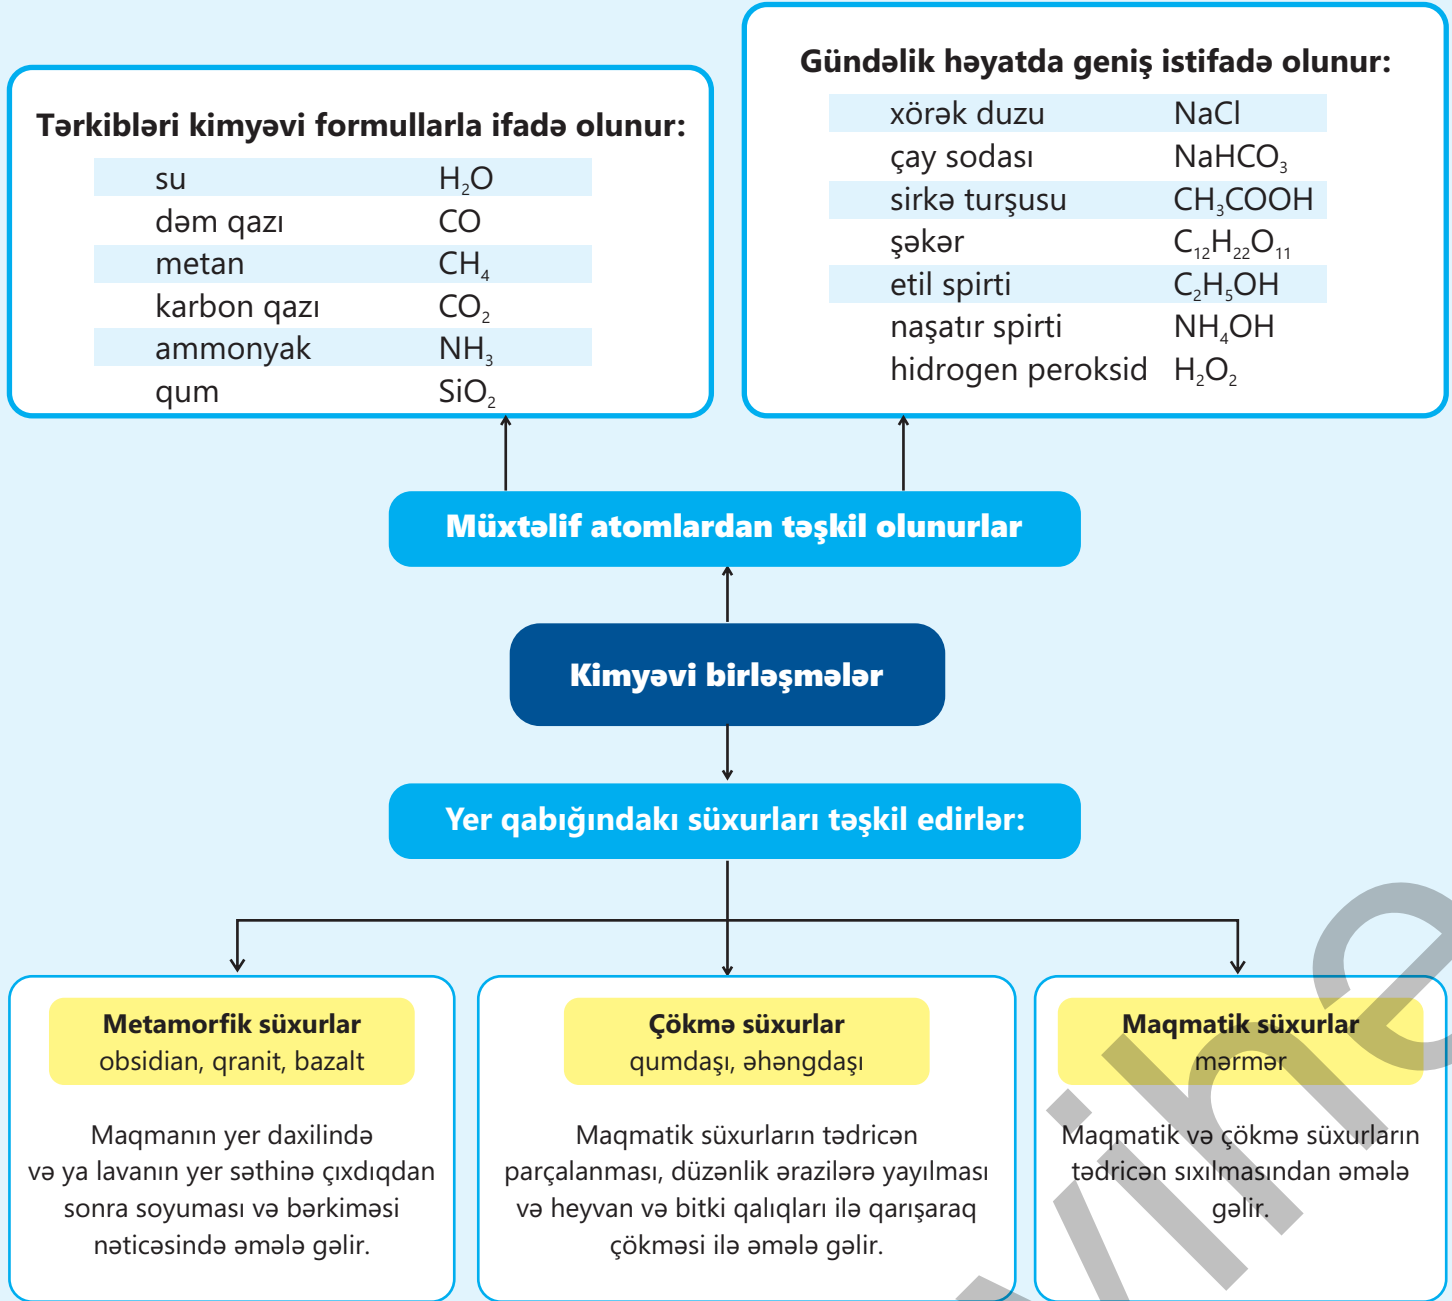 Tərkibləri kimyəvi formullarla ifadə olunur:
su H₂O
dəm qazı CO
metan CH₄
karbon qazı CO₂
ammonyak NH₃
qum SiO₂
Gündəlik həyatda geniş istifadə olunur:
xörək duzu NaCl
çay sodası NaHCO₃
sirkə turşusu CH₃COOH
şəkər C₁₂H₂₂O₁₁
etil spirti C₂H₅OH
naşatır spirti NH₄OH
hidrogen peroksid H₂O₂
Müxtəlif atomlardan təşkil olunurlar
Kimyəvi birləşmələr
Yer qabığındakı süxurları təşkil edirlər:
Metamorfik süxurlar
obsidian, qranit, bazalt
Maqmanın yer daxilində
və ya lavanın yer səthinə çıxdıqdan
sonra soyuması və bərkiməsi
nəticəsində əmələ gəlir.
Çökmə süxurlar
qumdaşı, əhəngdaşı
Maqmatik süxurların tədricən
parçalanması, düzənlik ərazilərə yayılması
və heyvan və bitki qalıqları ilə qarışaraq
çökməsi ilə əmələ gəlir.
Maqmatik süxurlar
mərmər
Maqmatik və çökmə süxurların
tədricən sıxılmasından əmələ
gəlir.